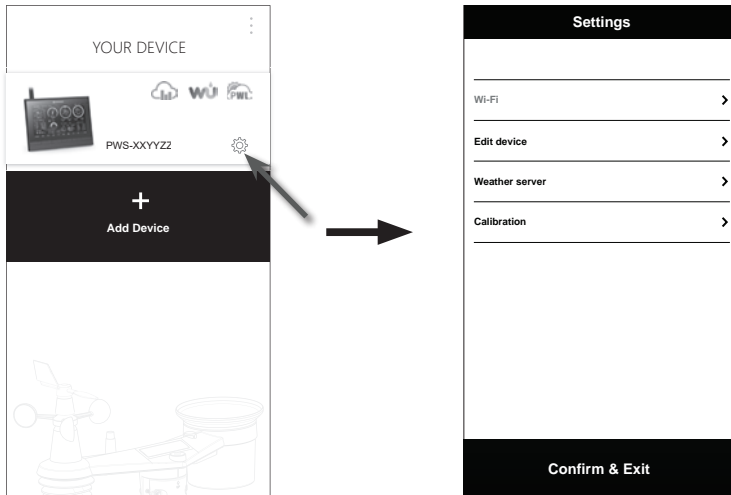 YOUR DEVICE
WU
PWL
PWS-XXYYZZ
+
Add Device
Settings
Wi-Fi
Edit device
Weather server
Calibration
Confirm & Exit